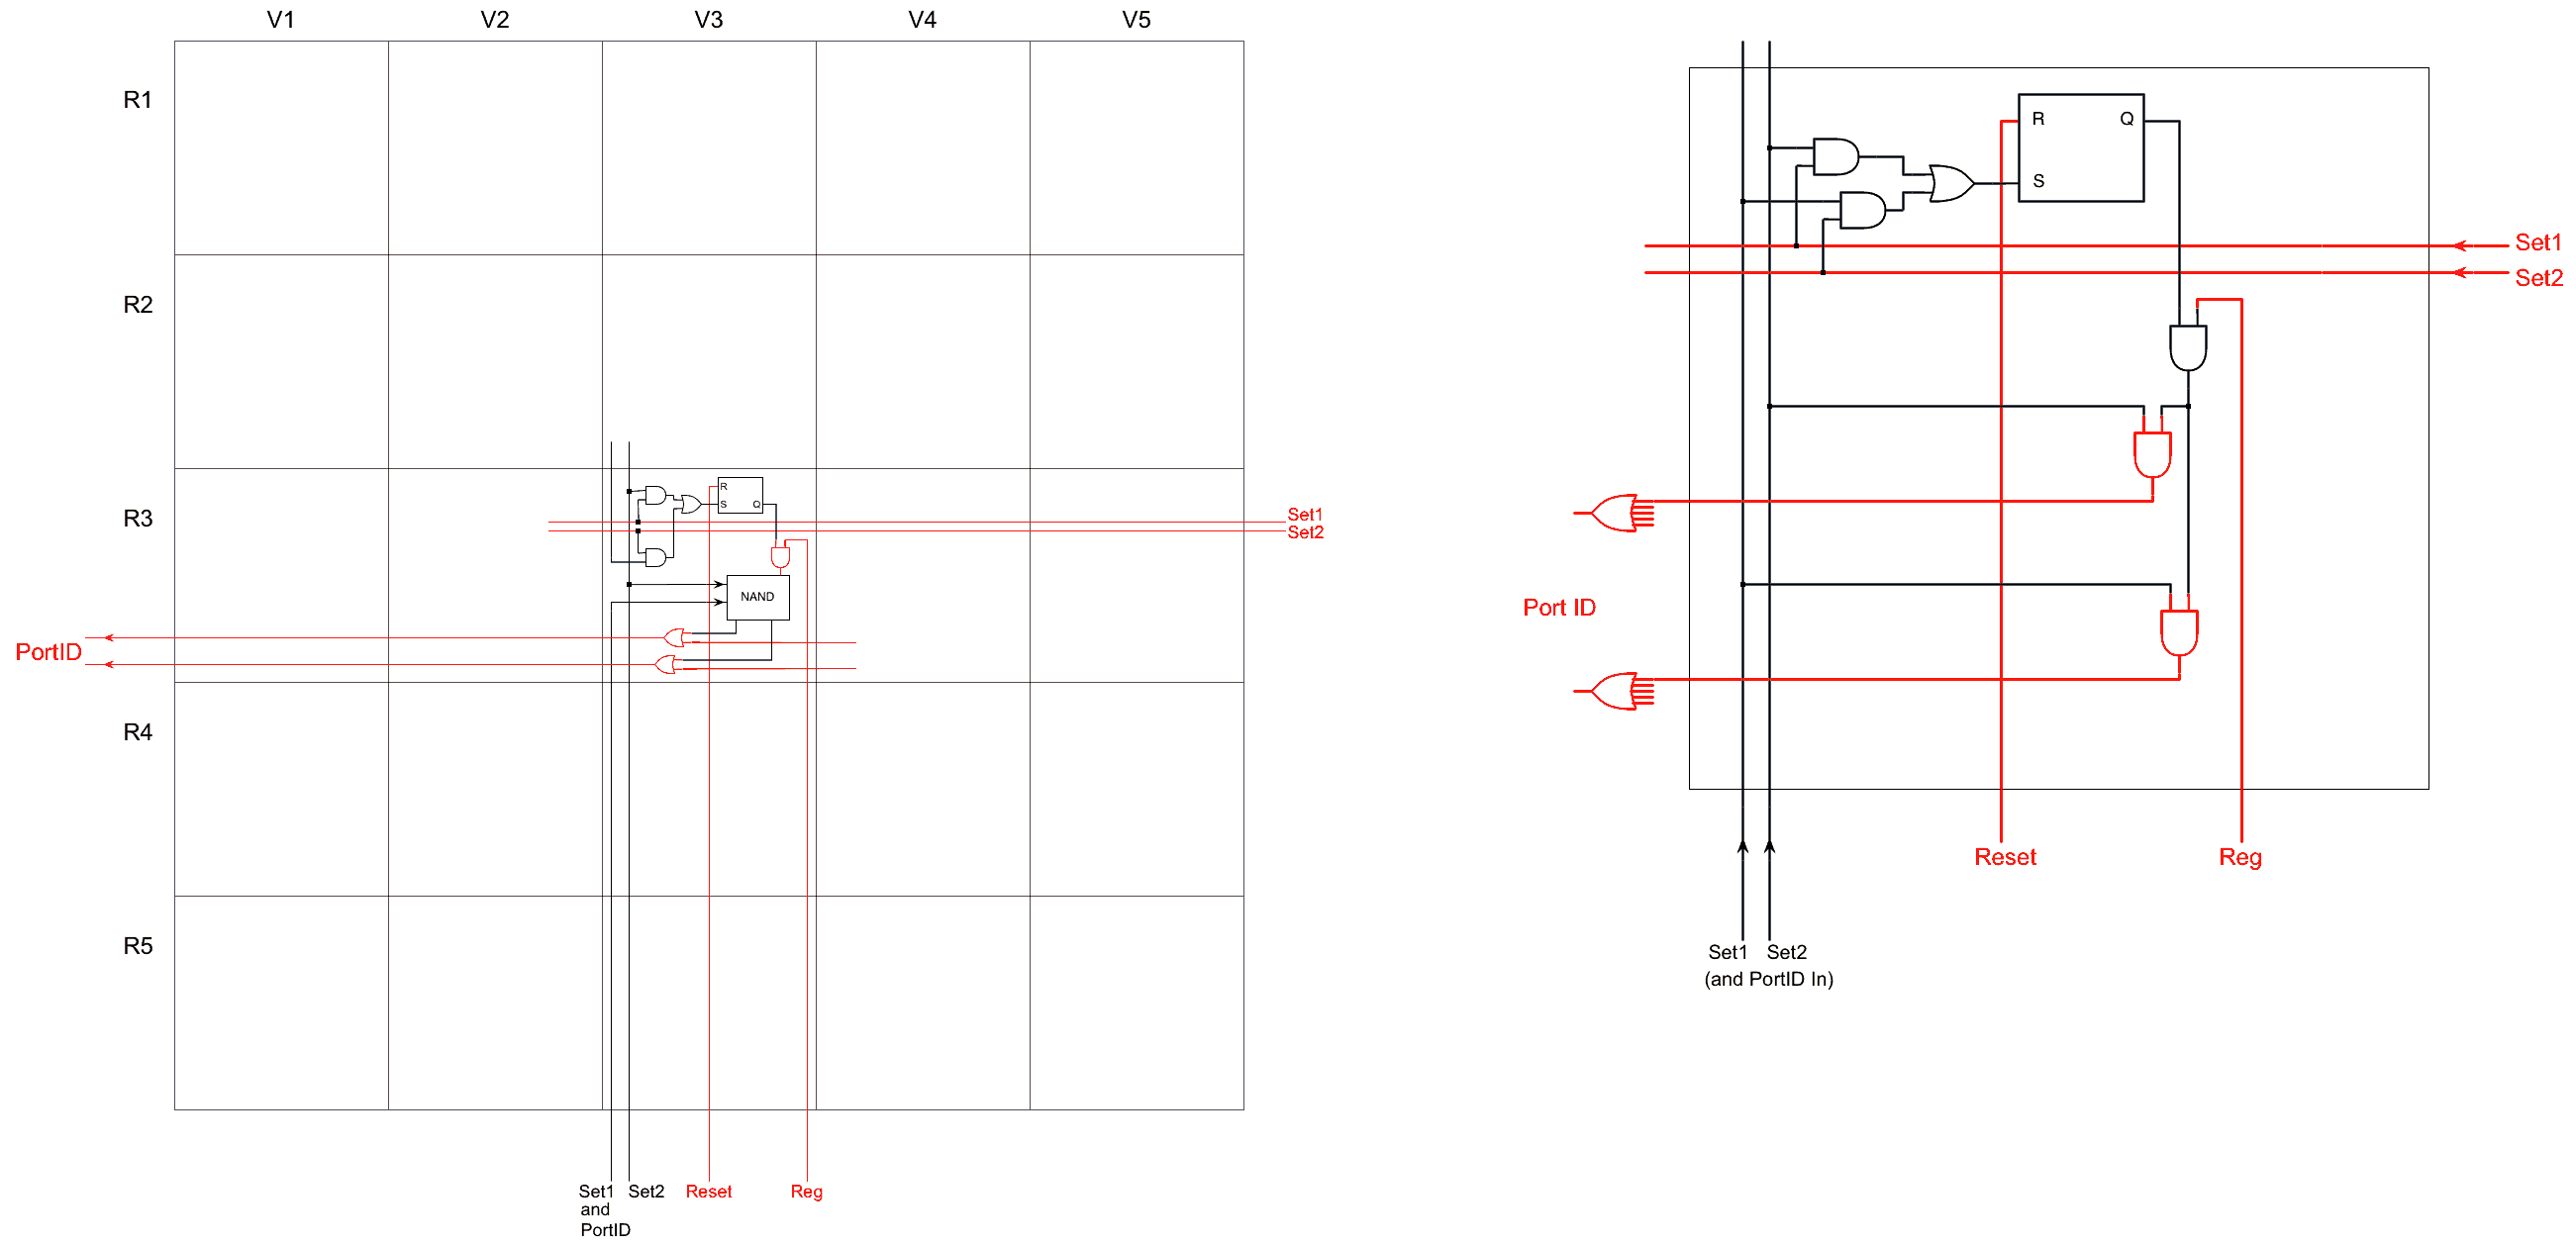 V1 V2 V3 V4 V5
R1
R2
R3
R4
R5
R
S Q
Set1
Set2
NAND
PortID
Set1 Set2 Reset Reg
and
PortID
R Q
S
Set1
Set2
Port ID
Reset Reg
Set1 Set2
(and PortID In)